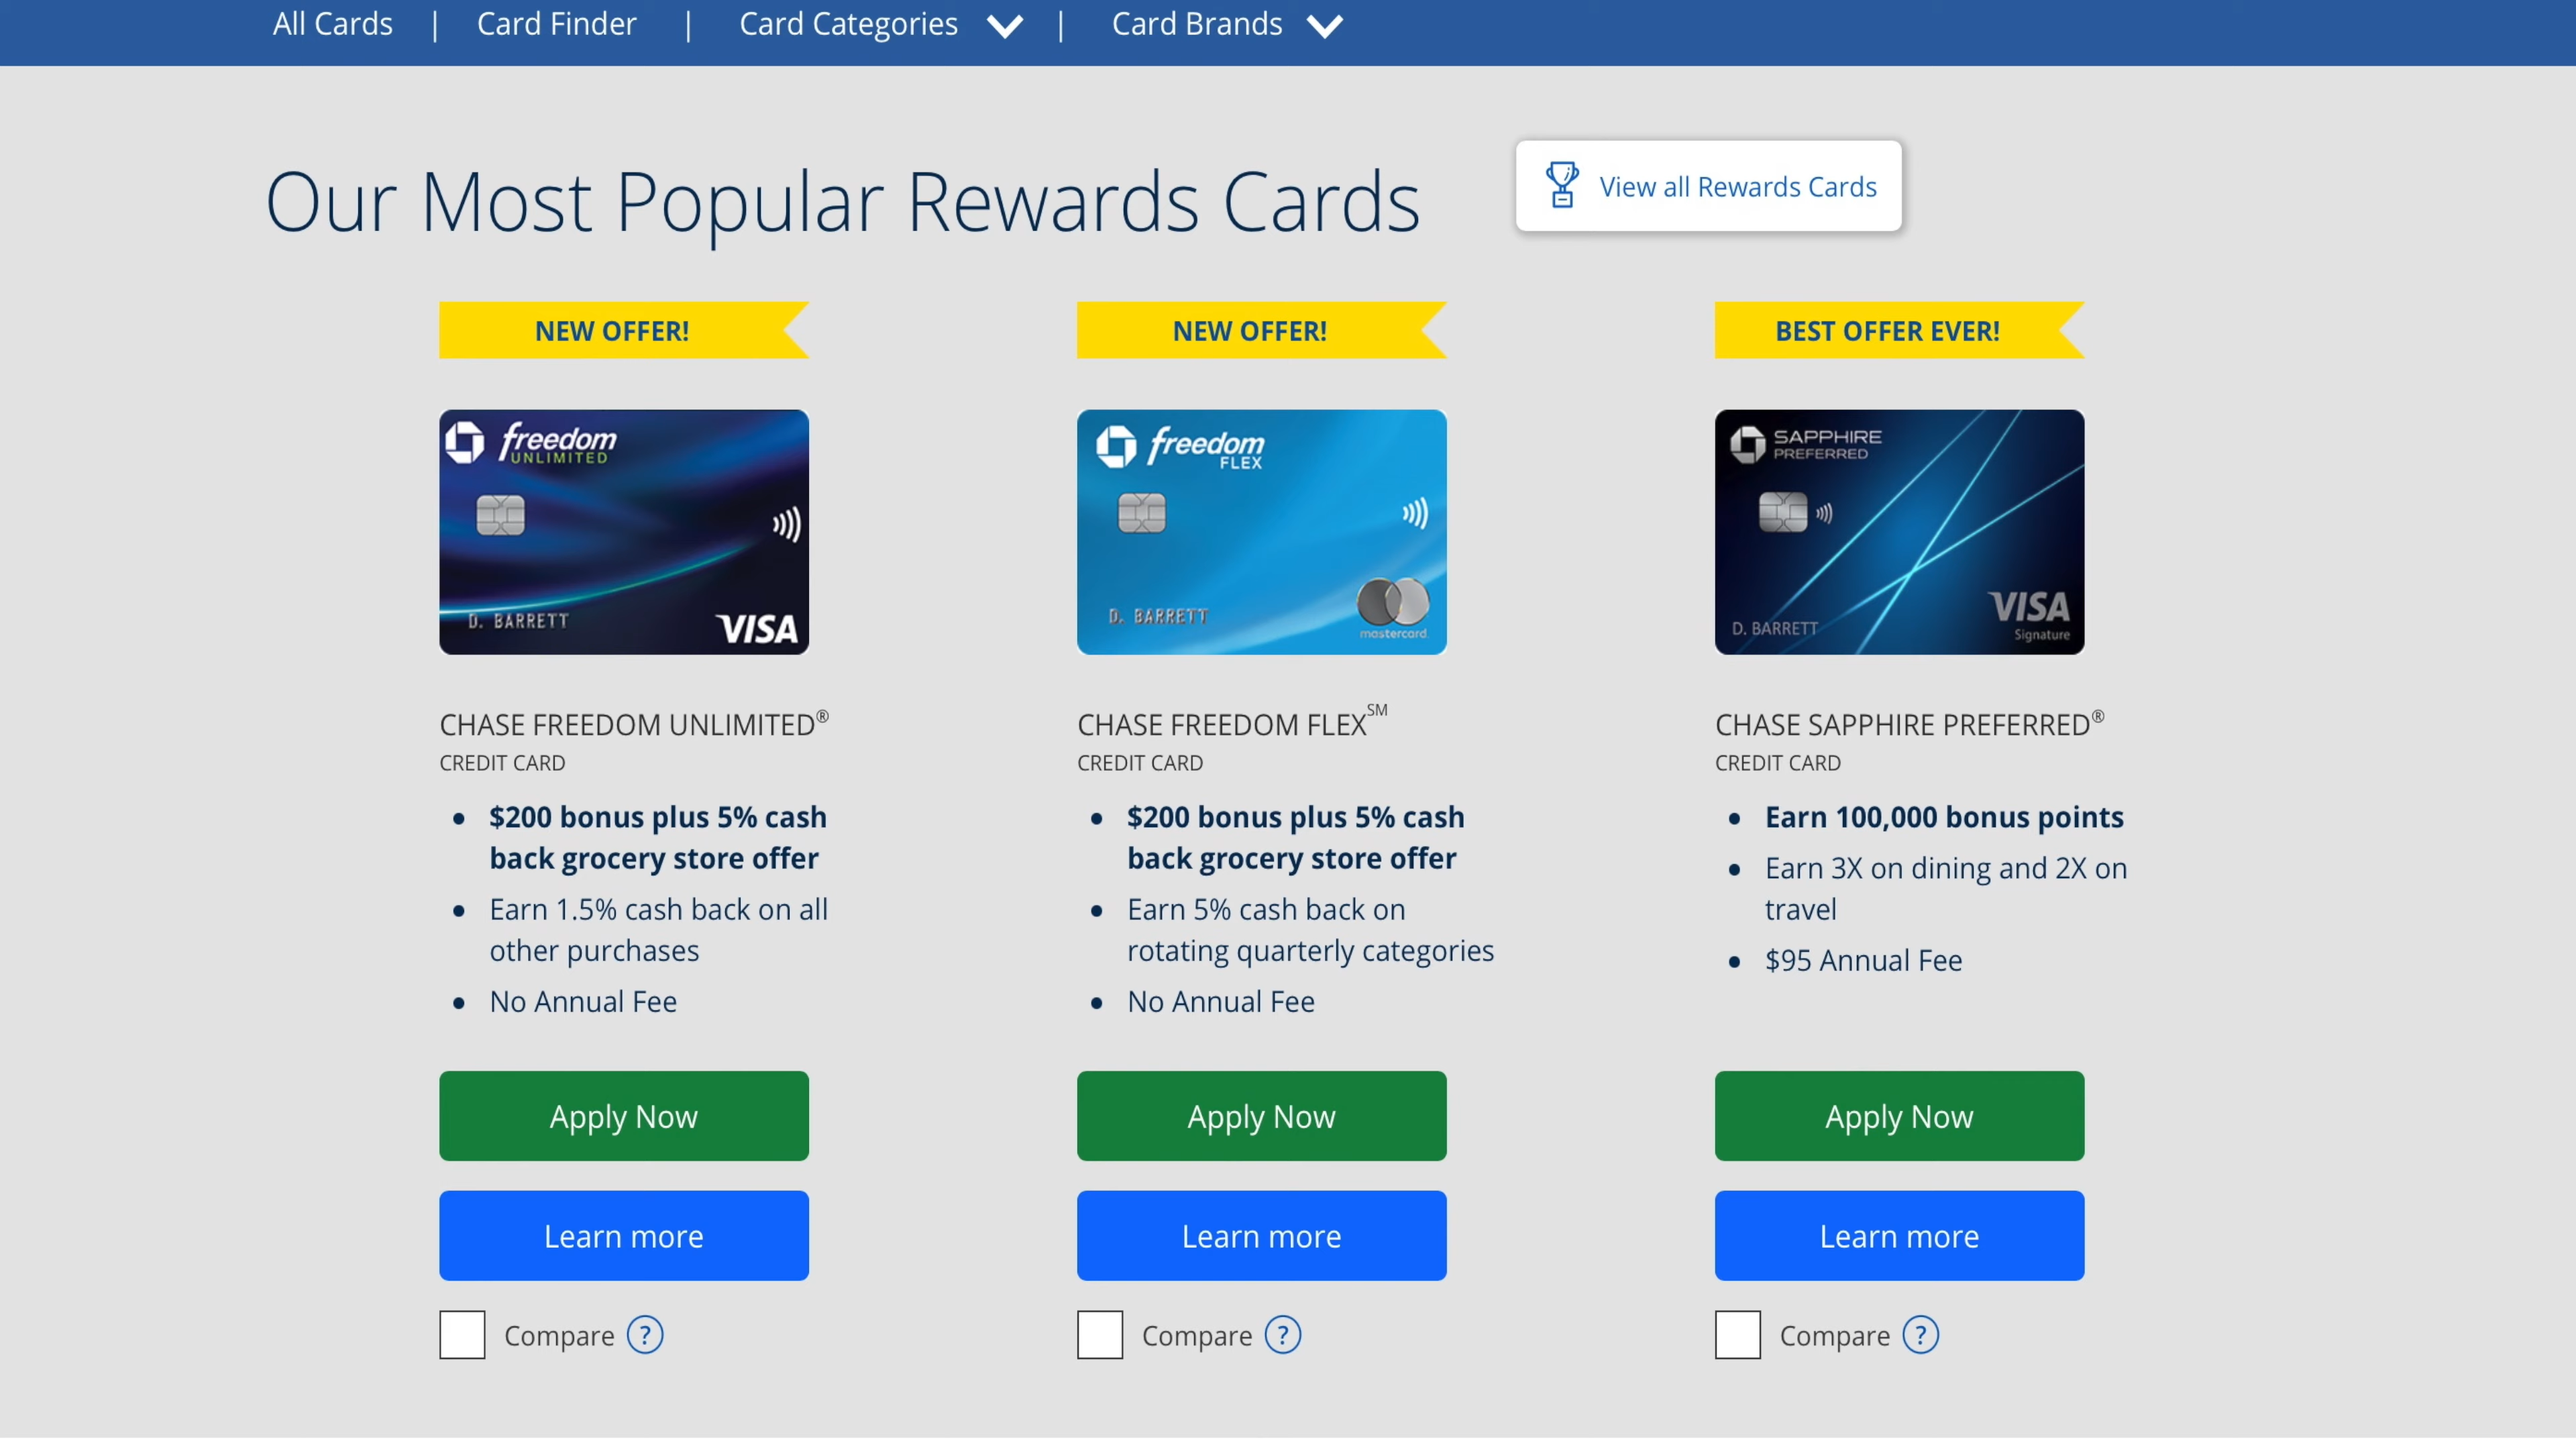 All Cards | Card Finder | Card Categories | Card Brands
Our Most Popular Rewards Cards
View all Rewards Cards
NEW OFFER!
freedom
UNLIMITED
D. BARRETT
VISA
CHASE FREEDOM UNLIMITED®
CREDIT CARD
• $200 bonus plus 5% cash
back grocery store offer
• Earn 1.5% cash back on all
other purchases
• No Annual Fee
Apply Now
Learn more
Compare ?
NEW OFFER!
freedom
FLEX
D. BARRETT
mastercard
CHASE FREEDOM FLEX℠
CREDIT CARD
• $200 bonus plus 5% cash
back grocery store offer
• Earn 5% cash back on
rotating quarterly categories
• No Annual Fee
Apply Now
Learn more
Compare ?
BEST OFFER EVER!
SAPPHIRE
PREFERRED
D. BARRETT
VISA
Signature
CHASE SAPPHIRE PREFERRED®
CREDIT CARD
• Earn 100,000 bonus points
• Earn 3X on dining and 2X on
travel
• $95 Annual Fee
Apply Now
Learn more
Compare ?